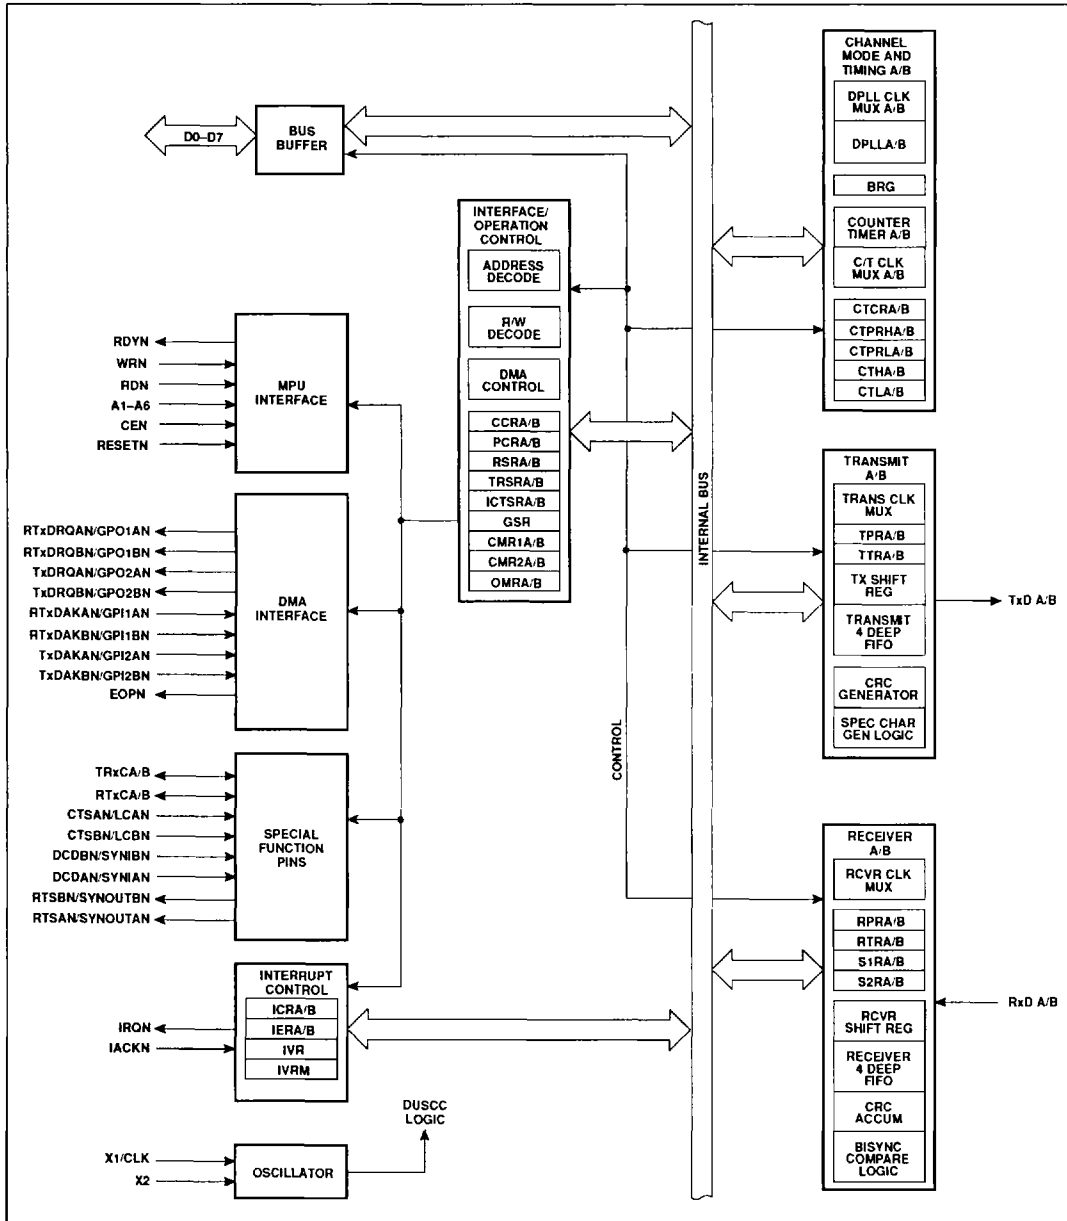 D0–D7
BUS
BUFFER
RDYN
WRN
RDN
A1–A6
CEN
RESETN
MPU
INTERFACE
RTxDRQAN/GPO1AN
RTxDRQBN/GPO1BN
TxDRQAN/GPO2AN
TxDRQBN/GPO2BN
RTxDAKAN/GPI1AN
RTxDAKBN/GPI1BN
TxDAKAN/GPI2AN
TxDAKBN/GPI2BN
EOPN
DMA
INTERFACE
TRxCA/B
RTxCA/B
CTSAN/LCAN
CTSBN/LCBN
DCDBN/SYNIBN
DCDAN/SYNIAN
RTSBN/SYNOUTBN
RTSAN/SYNOUTAN
SPECIAL
FUNCTION
PINS
IRQN
IACKN
INTERRUPT
CONTROL
ICRA/B
IERA/B
IVR
IVRM
X1/CLK
X2
OSCILLATOR
DUSCC
LOGIC
INTERFACE/
OPERATION
CONTROL
ADDRESS
DECODE
R/W
DECODE
DMA
CONTROL
CCRA/B
PCRA/B
RSRA/B
TRSRA/B
ICTSRA/B
GSR
CMR1A/B
CMR2A/B
OMRA/B
CONTROL
INTERNAL BUS
CHANNEL
MODE AND
TIMING A/B
DPLL CLK
MUX A/B
DPLLA/B
BRG
COUNTER
TIMER A/B
C/T CLK
MUX A/B
CTCRA/B
CTPRHA/B
CTPRLA/B
CTHA/B
CTLA/B
TRANSMIT
A/B
TRANS CLK
MUX
TPRA/B
TTRA/B
TX SHIFT
REG
TRANSMIT
4 DEEP
FIFO
CRC
GENERATOR
SPEC CHAR
GEN LOGIC
TxD A/B
RECEIVER
A/B
RCVR CLK
MUX
RPRA/B
RTRA/B
S1RA/B
S2RA/B
RCVR
SHIFT REG
RECEIVER
4 DEEP
FIFO
CRC
ACCUM
BISYNC
COMPARE
LOGIC
RxD A/B